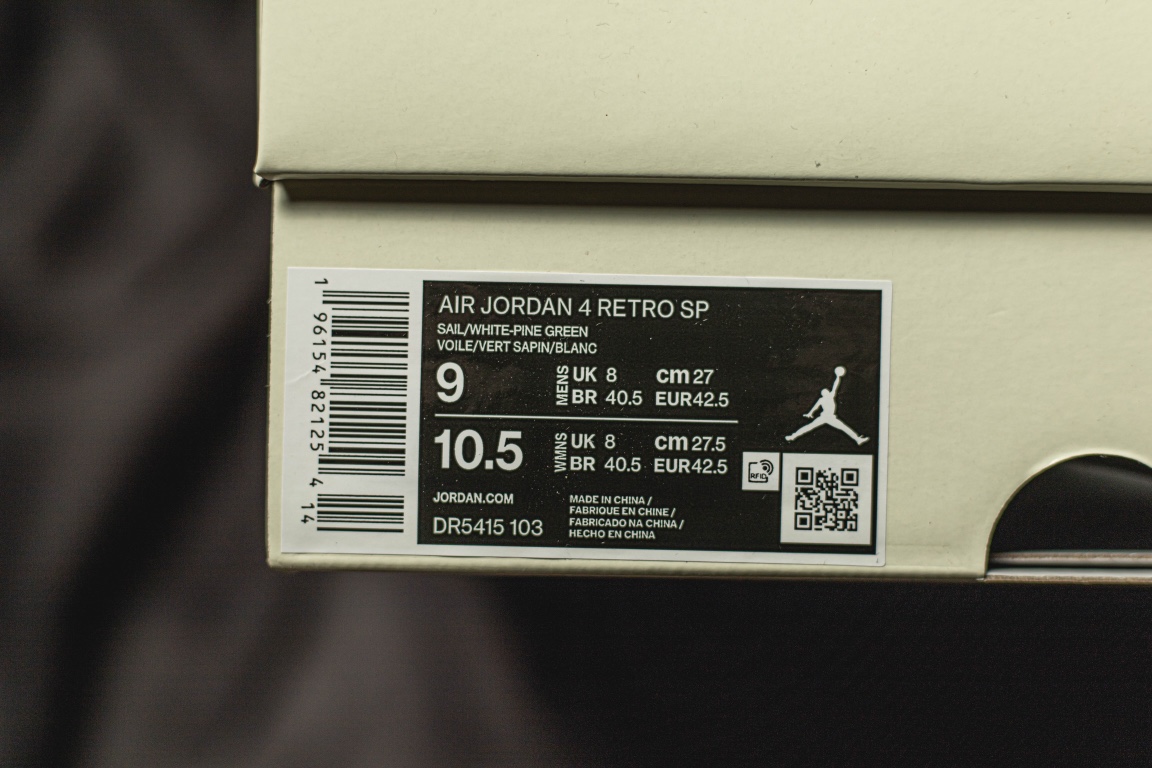 1 96154 82125 4 14
AIR JORDAN 4 RETRO SP
SAIL/WHITE-PINE GREEN
VOILE/VERT SAPIN/BLANC
9
MENS
UK 8 cm 27
BR 40.5 EUR 42.5
10.5
WMNS
UK 8 cm 27.5
BR 40.5 EUR 42.5
RFID
JORDAN.COM
DR5415 103
MADE IN CHINA /
FABRIQUE EN CHINE /
FABRICADO NA CHINA /
HECHO EN CHINA